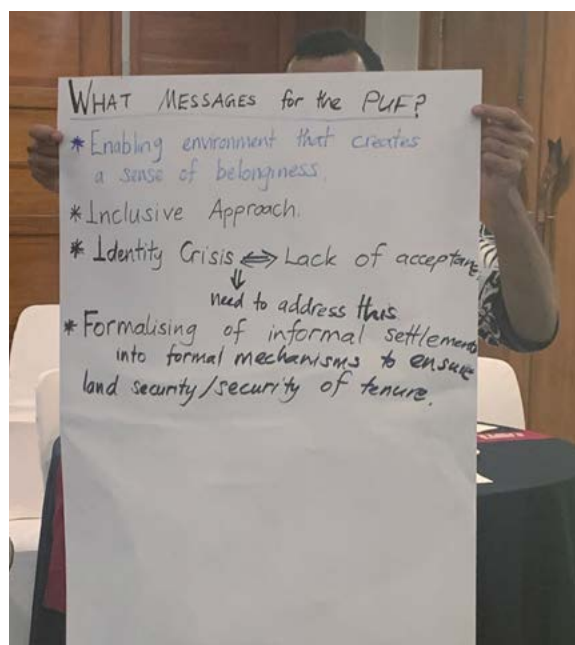 WHAT MESSAGES for the PUF?
* Enabling environment that creates
a sense of belonginess.
* Inclusive Approach.
* Identity Crisis ⇔ Lack of acceptance
⇓
need to address this
* Formalising of informal settlements
into formal mechanisms to ensure
land security/security of tenure.